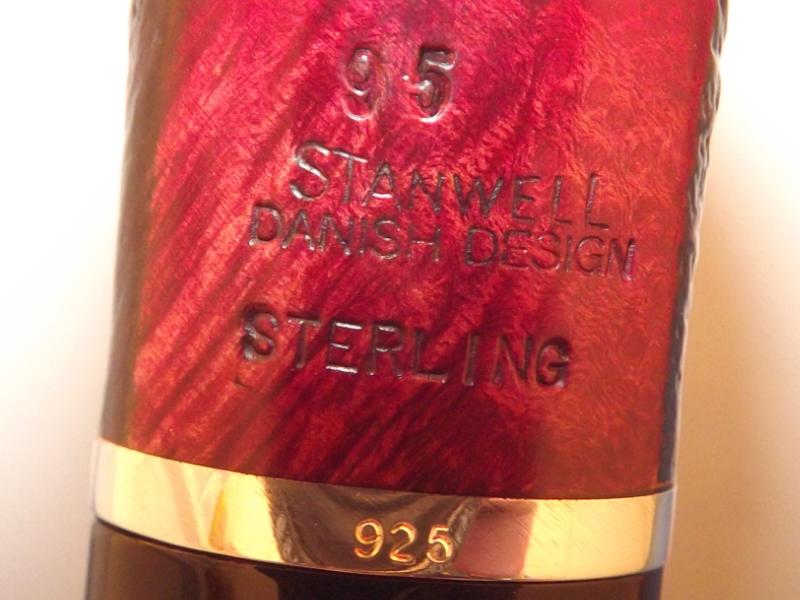 95
STANWELL
DANISH DESIGN
STERLING
925